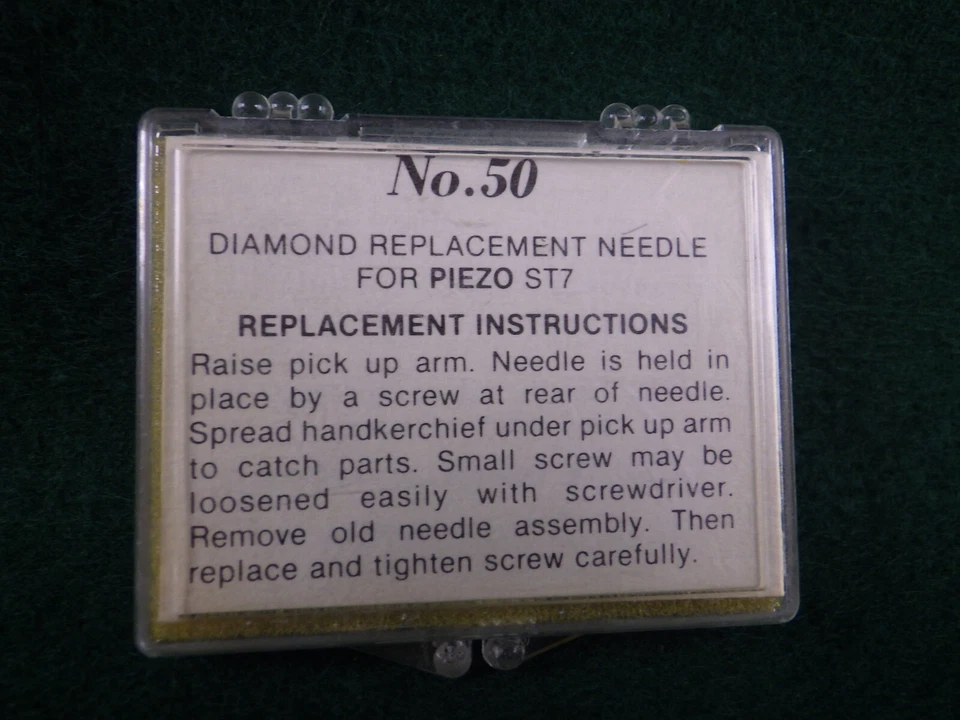 No.50
DIAMOND REPLACEMENT NEEDLE
FOR PIEZO ST7
REPLACEMENT INSTRUCTIONS
Raise pick up arm. Needle is held in
place by a screw at rear of needle.
Spread handkerchief under pick up arm
to catch parts. Small screw may be
loosened easily with screwdriver.
Remove old needle assembly. Then
replace and tighten screw carefully.